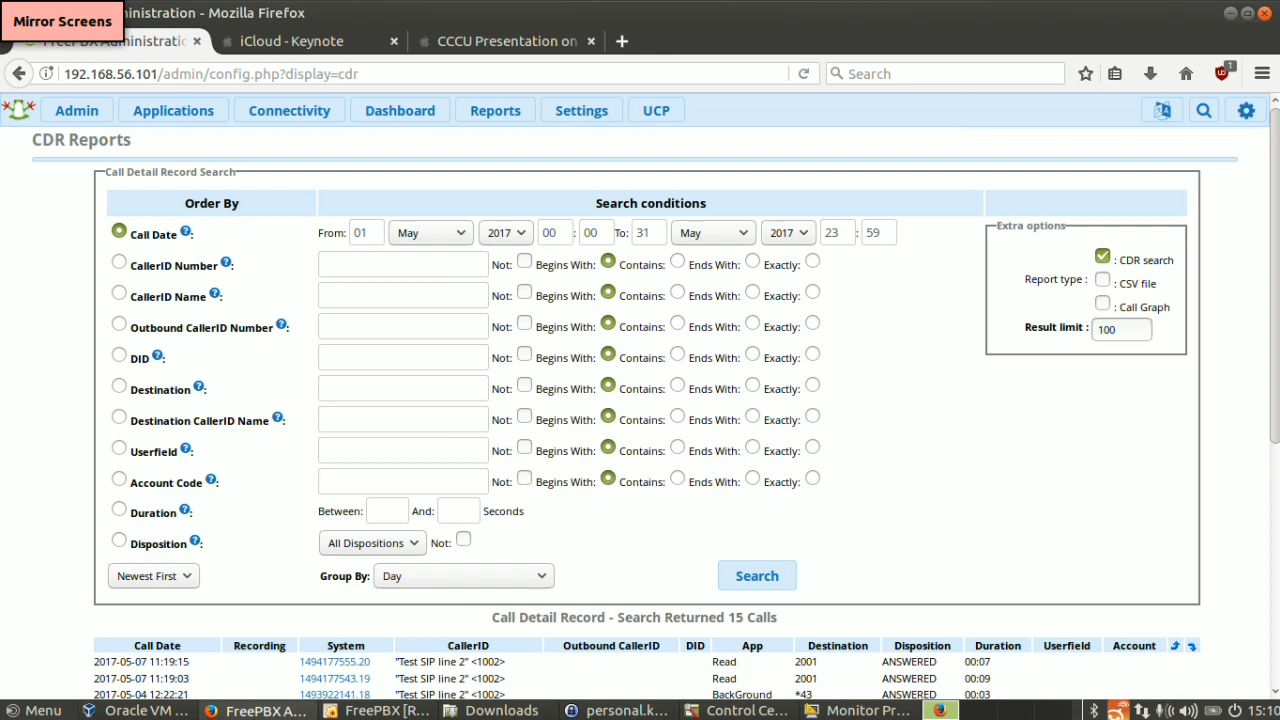 Mirror Screens
inistration - Mozilla Firefox
FreePBX Administratio
iCloud - Keynote
CCCU Presentation on
192.168.56.101/admin/config.php?display=cdr
Search
1
Admin
Applications
Connectivity
Dashboard
Reports
Settings
UCP
CDR Reports
Call Detail Record Search
Order By
Search conditions
Extra options
Call Date ?:
From: 01 May 2017 00 : 00 To: 31 May 2017 23 : 59
CallerID Number ?:
Not: Begins With: Contains: Ends With: Exactly:
: CDR search
Report type :
: CSV file
CallerID Name ?:
Not: Begins With: Contains: Ends With: Exactly:
: Call Graph
Outbound CallerID Number ?:
Not: Begins With: Contains: Ends With: Exactly:
Result limit : 100
DID ?:
Not: Begins With: Contains: Ends With: Exactly:
Destination ?:
Not: Begins With: Contains: Ends With: Exactly:
Destination CallerID Name ?:
Not: Begins With: Contains: Ends With: Exactly:
Userfield ?:
Not: Begins With: Contains: Ends With: Exactly:
Account Code ?:
Not: Begins With: Contains: Ends With: Exactly:
Duration ?:
Between: And: Seconds
Disposition ?:
All Dispositions Not:
Newest First
Group By: Day
Search
Call Detail Record - Search Returned 15 Calls
Call Date Recording System CallerID Outbound CallerID DID App Destination Disposition Duration Userfield Account
2017-05-07 11:19:15 1494177555.20 "Test SIP line 2" <1002> Read 2001 ANSWERED 00:07
2017-05-07 11:19:03 1494177543.19 "Test SIP line 2" <1002> Read 2001 ANSWERED 00:09
2017-05-04 12:22:21 1493922141.18 "Test SIP line 2" <1002> BackGround *43 ANSWERED 00:03
Menu
Oracle VM ...
FreePBX A...
FreePBX [R...
Downloads
personal.k...
Control Ce...
Monitor Pr...
15:10